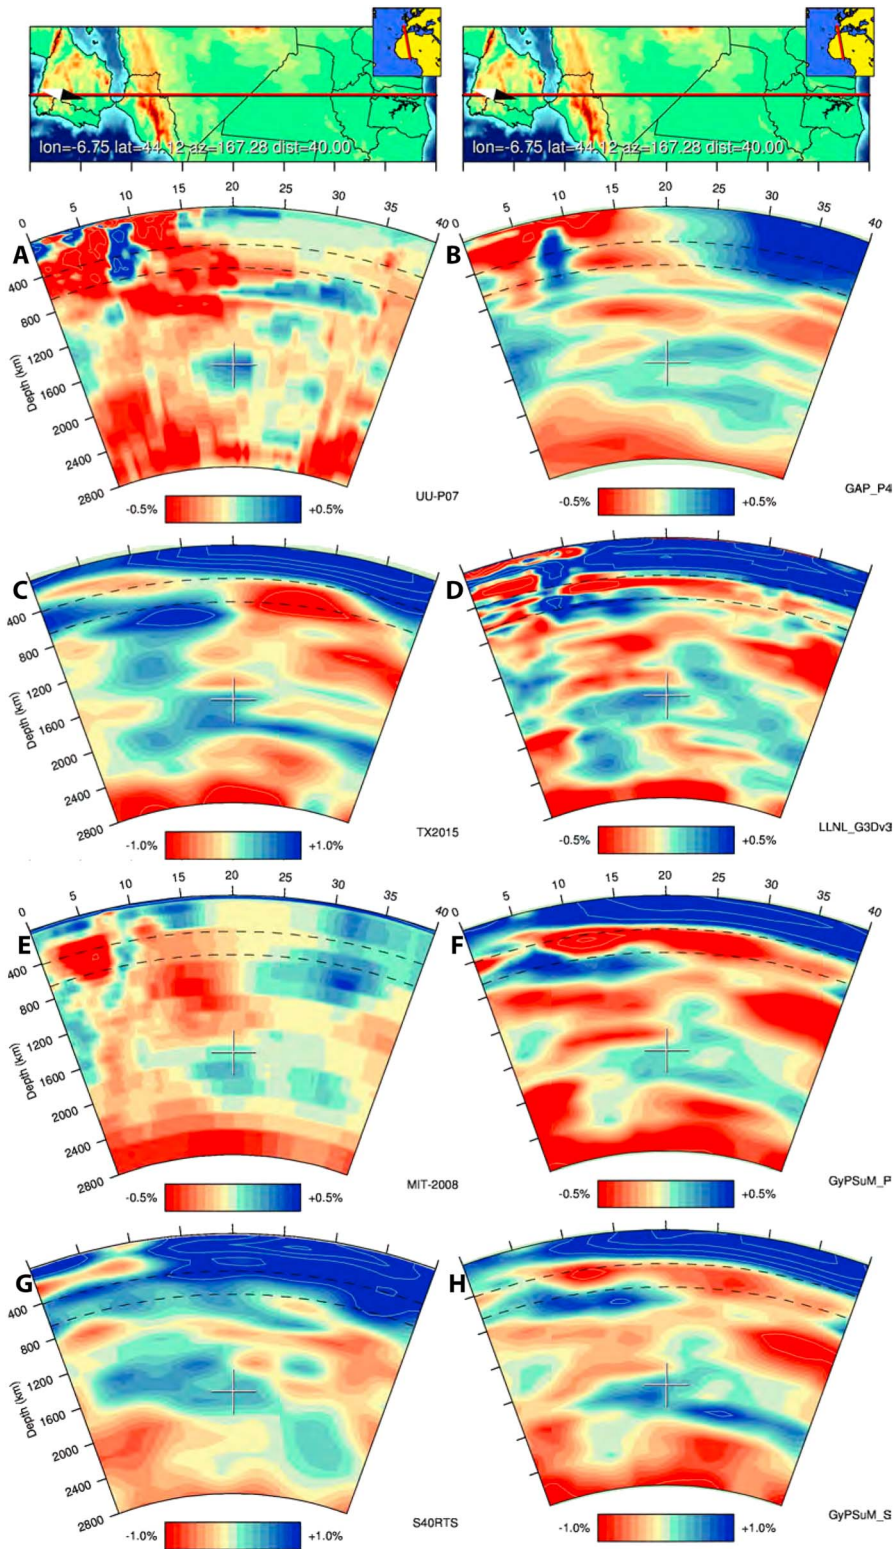 lon=-6.75 lat=44.12 az=167.28 dist=40.00
lon=-6.75 lat=44.12 az=167.28 dist=40.00
0 5 10 15 20 25 30 35 40
0 5 10 15 20 25 30 35 40
A
B
400
800
1200
1600
2000
2400
2800
Depth (km)
-0.5% +0.5%
UU-P07
-0.5% +0.5%
GAP_P4
C
D
400
800
1200
1600
2000
2400
2800
Depth (km)
-1.0% +1.0%
TX2015
-0.5% +0.5%
LLNL_G3Dv3
0 5 10 15 20 25 30 35 40
0 5 10 15 20 25 30 35 40
E
F
400
800
1200
1600
2000
2400
2800
Depth (km)
-0.5% +0.5%
MIT-2008
-0.5% +0.5%
GyPSuM_P
G
H
400
800
1200
1600
2000
2400
2800
Depth (km)
-1.0% +1.0%
S40RTS
-1.0% +1.0%
GyPSuM_S